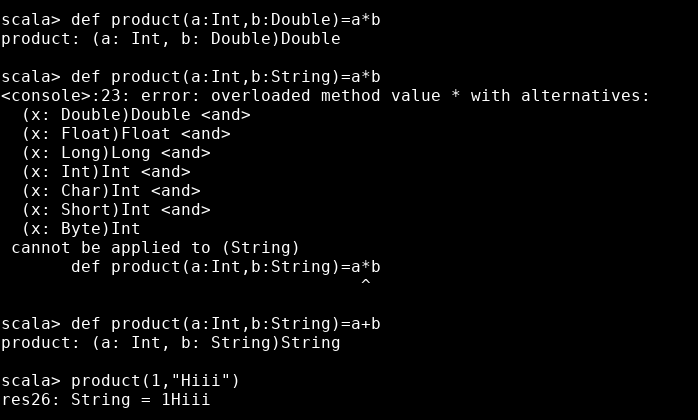 scala> def product(a:Int,b:Double)=a*b
product: (a: Int, b: Double)Double
scala> def product(a:Int,b:String)=a*b
<console>:23: error: overloaded method value * with alternatives:
  (x: Double)Double <and>
  (x: Float)Float <and>
  (x: Long)Long <and>
  (x: Int)Int <and>
  (x: Char)Int <and>
  (x: Short)Int <and>
  (x: Byte)Int
 cannot be applied to (String)
       def product(a:Int,b:String)=a*b
                                    ^
scala> def product(a:Int,b:String)=a+b
product: (a: Int, b: String)String
scala> product(1,"Hiii")
res26: String = 1Hiii